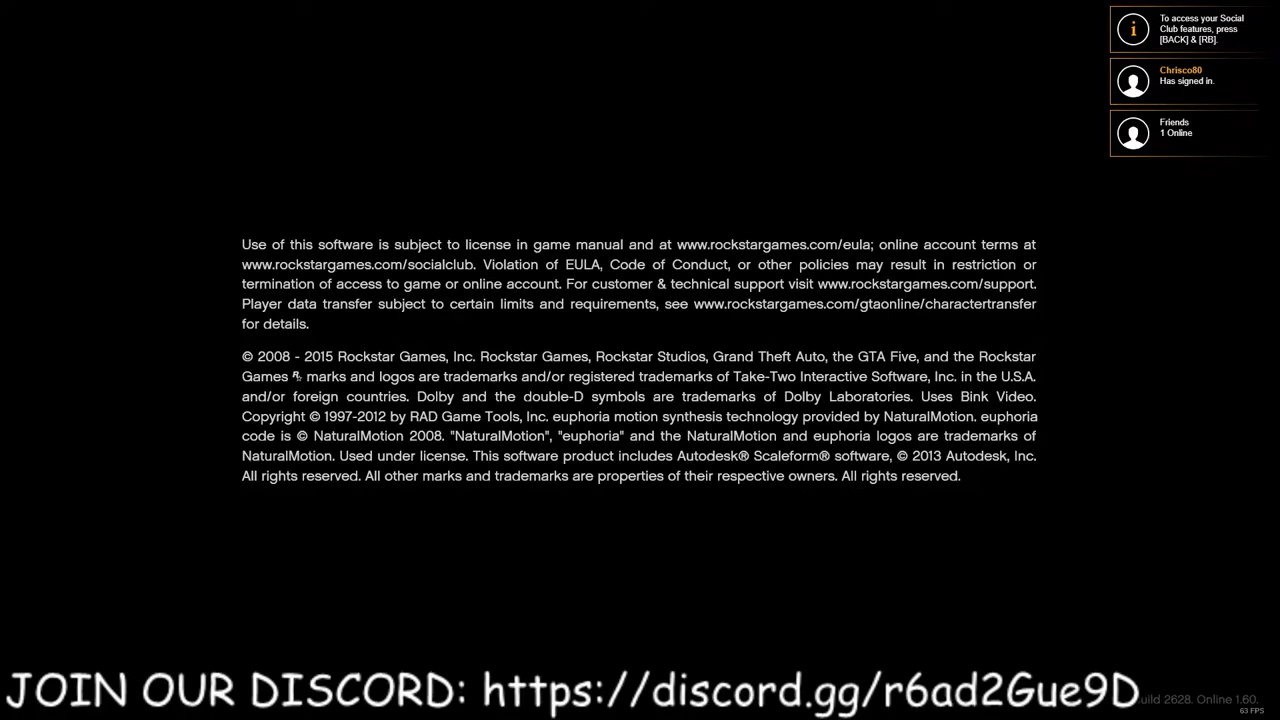 To access your Social
Club features, press
[BACK] & [RB].
Chrisco80
Has signed in.
Friends
1 Online
Use of this software is subject to license in game manual and at www.rockstargames.com/eula; online account terms at
www.rockstargames.com/socialclub. Violation of EULA, Code of Conduct, or other policies may result in restriction or
termination of access to game or online account. For customer & technical support visit www.rockstargames.com/support.
Player data transfer subject to certain limits and requirements, see www.rockstargames.com/gtaonline/charactertransfer
for details.
© 2008 - 2015 Rockstar Games, Inc. Rockstar Games, Rockstar Studios, Grand Theft Auto, the GTA Five, and the Rockstar
Games R* marks and logos are trademarks and/or registered trademarks of Take-Two Interactive Software, Inc. in the U.S.A.
and/or foreign countries. Dolby and the double-D symbols are trademarks of Dolby Laboratories. Uses Bink Video.
Copyright © 1997-2012 by RAD Game Tools, Inc. euphoria motion synthesis technology provided by NaturalMotion. euphoria
code is © NaturalMotion 2008. "NaturalMotion", "euphoria" and the NaturalMotion and euphoria logos are trademarks of
NaturalMotion. Used under license. This software product includes Autodesk® Scaleform® software, © 2013 Autodesk, Inc.
All rights reserved. All other marks and trademarks are properties of their respective owners. All rights reserved.
JOIN OUR DISCORD: https://discord.gg/r6ad2Gue9D
uild 2628. Online 1.60.
63 FPS